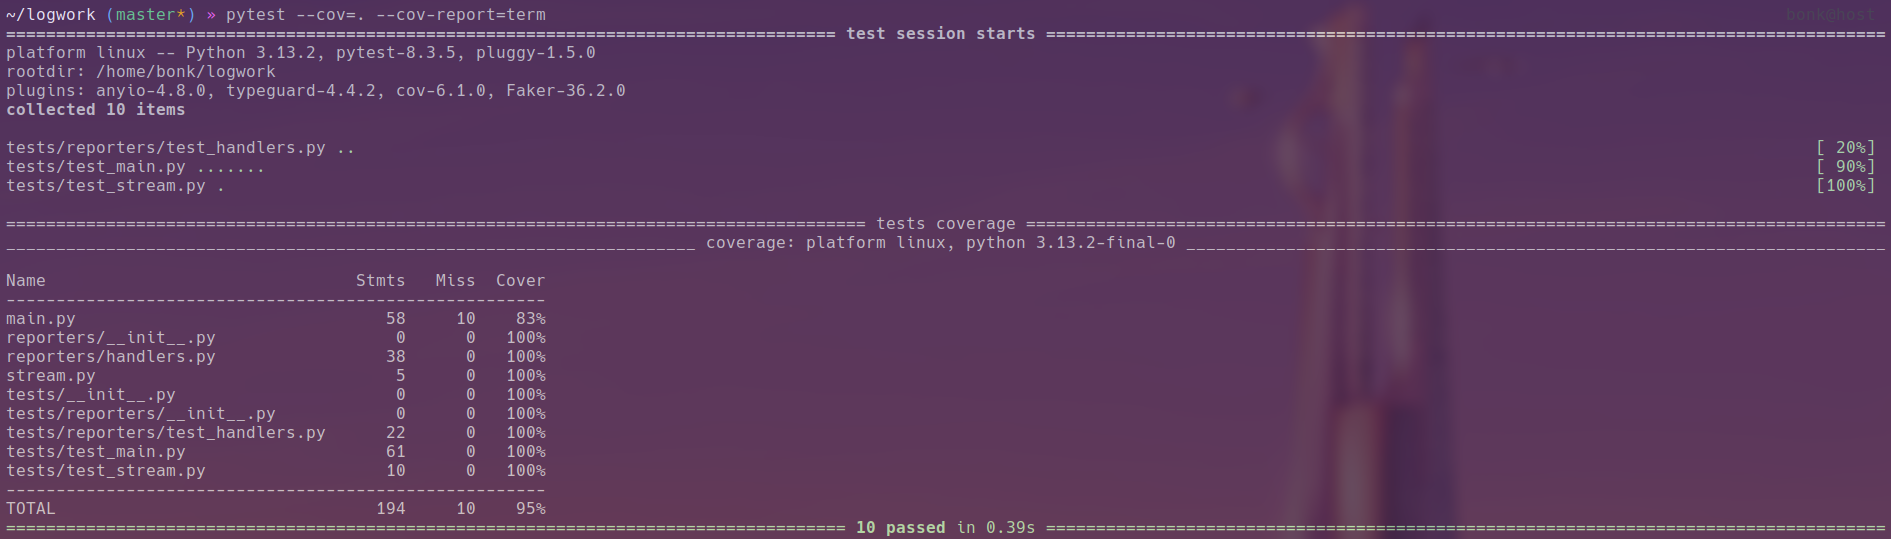 ~/logwork (master*) » pytest --cov=. --cov-report=term bonk@host
=================================================================================== test session starts ====================================================================================
platform linux -- Python 3.13.2, pytest-8.3.5, pluggy-1.5.0
rootdir: /home/bonk/logwork
plugins: anyio-4.8.0, typeguard-4.4.2, cov-6.1.0, Faker-36.2.0
collected 10 items
tests/reporters/test_handlers.py .. [ 20%]
tests/test_main.py ....... [ 90%]
tests/test_stream.py . [100%]
====================================================================================== tests coverage ======================================================================================
_____________________________________________________________________ coverage: platform linux, python 3.13.2-final-0 ______________________________________________________________________
Name                               Stmts   Miss  Cover
------------------------------------------------------
main.py                               58     10    83%
reporters/__init__.py                  0      0   100%
reporters/handlers.py                 38      0   100%
stream.py                              5      0   100%
tests/__init__.py                      0      0   100%
tests/reporters/__init__.py            0      0   100%
tests/reporters/test_handlers.py      22      0   100%
tests/test_main.py                    61      0   100%
tests/test_stream.py                  10      0   100%
------------------------------------------------------
TOTAL                                194     10    95%
==================================================================================== 10 passed in 0.39s ====================================================================================